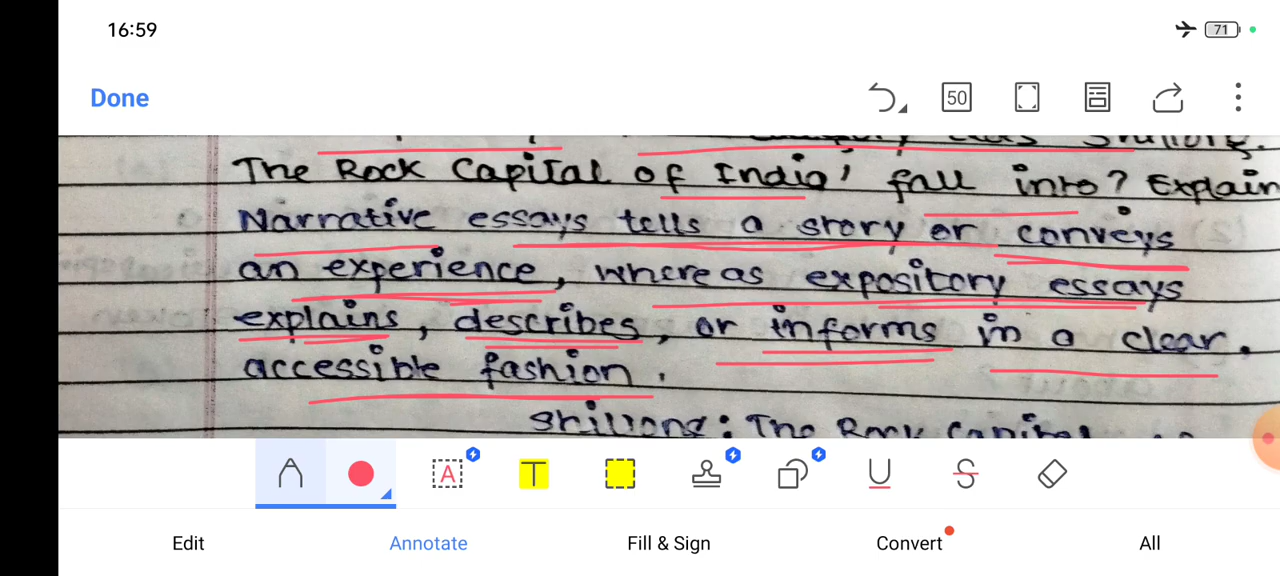 16:59
71
Done
50
Shillong.
The Rock Capital of India' fall into? Explain
Narrative essays tells a story or conveys
an experience, whereas expository essays
explains, describes, or informs in a clear.
accessible fashion.
Shillong: The Rock Capital
A T U S
Edit Annotate Fill & Sign Convert All